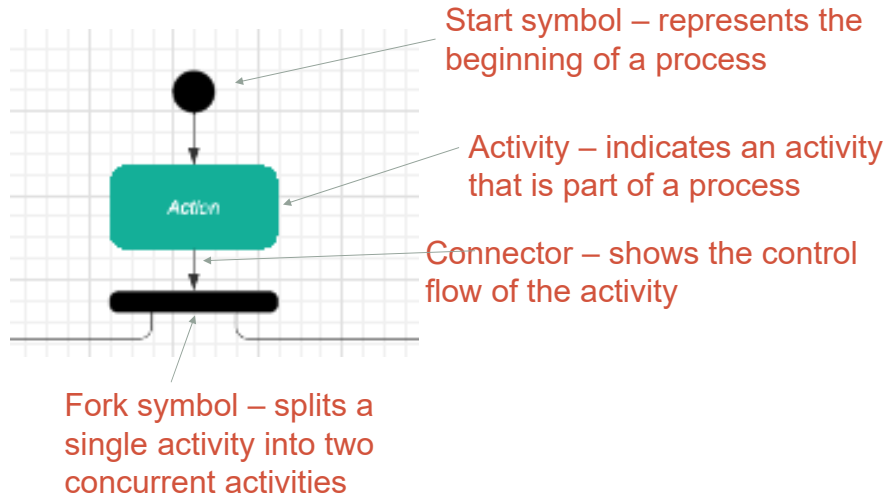 Start symbol – represents the
beginning of a process
Activity – indicates an activity
that is part of a process
Action
Connector – shows the control
flow of the activity
Fork symbol – splits a
single activity into two
concurrent activities